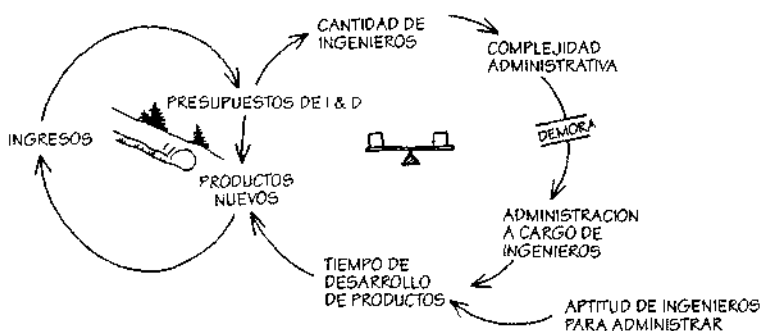 CANTIDAD DE
INGENIEROS
COMPLEJIDAD
ADMINISTRATIVA
PRESUPUESTOS DE I & D
INGRESOS
DEMORA
PRODUCTOS
NUEVOS
ADMINISTRACION
A CARGO DE
INGENIEROS
TIEMPO DE
DESARROLLO
DE PRODUCTOS
APTITUD DE INGENIEROS
PARA ADMINISTRAR